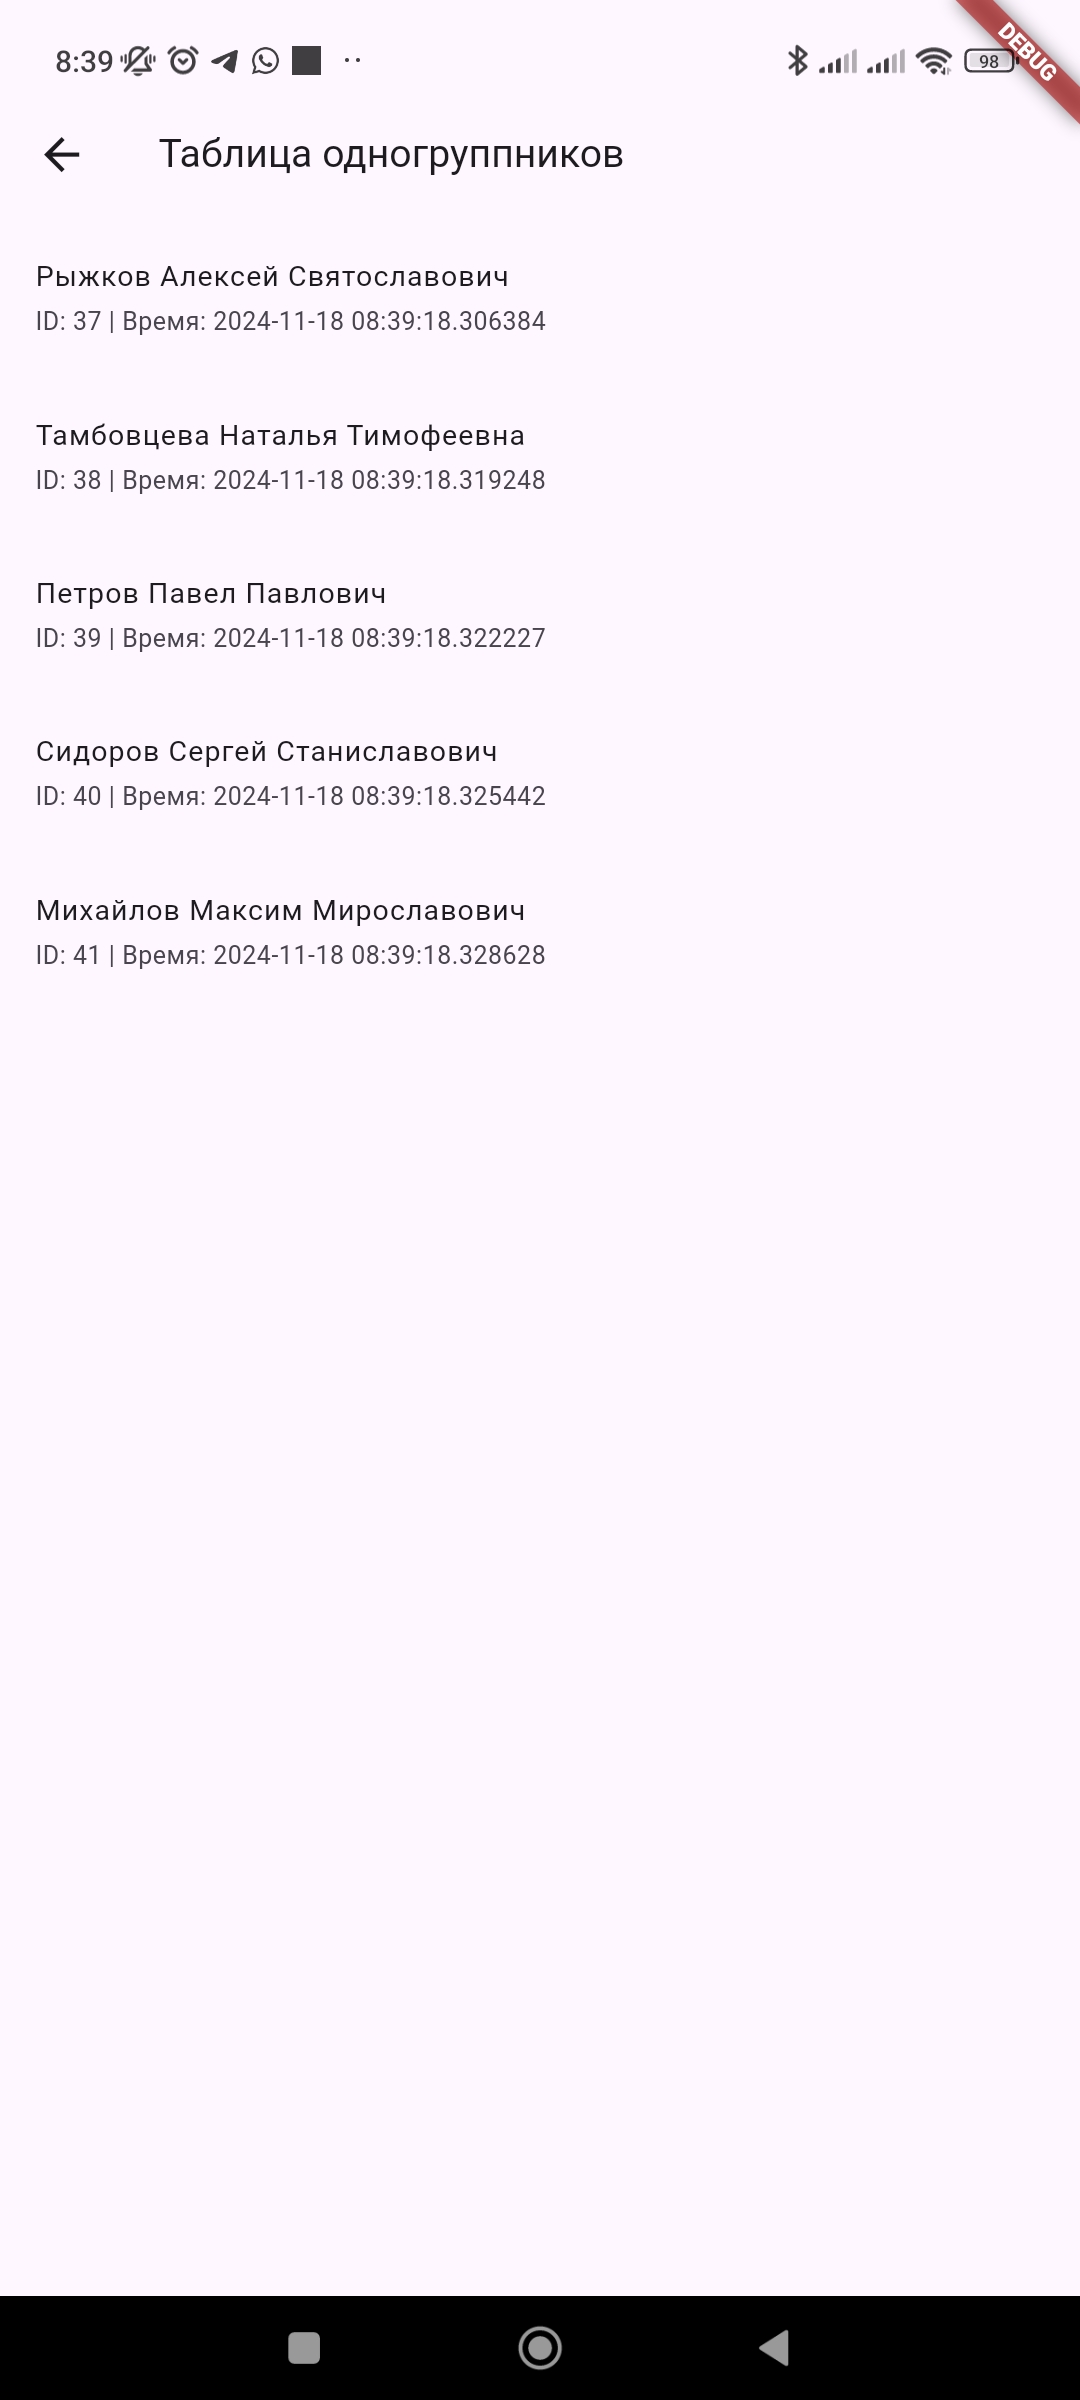 8:39
98
DEBUG
Таблица одногруппников
Рыжков Алексей Святославович
ID: 37 | Время: 2024-11-18 08:39:18.306384
Тамбовцева Наталья Тимофеевна
ID: 38 | Время: 2024-11-18 08:39:18.319248
Петров Павел Павлович
ID: 39 | Время: 2024-11-18 08:39:18.322227
Сидоров Сергей Станиславович
ID: 40 | Время: 2024-11-18 08:39:18.325442
Михайлов Максим Мирославович
ID: 41 | Время: 2024-11-18 08:39:18.328628